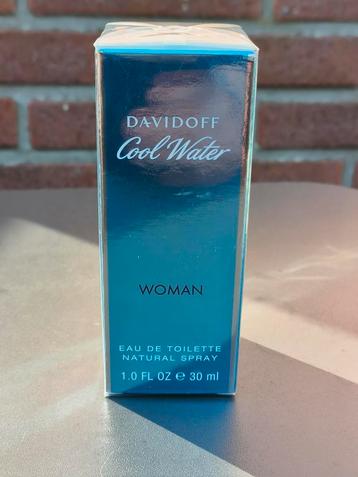 DAVIDOFF
Cool Water
WOMAN
EAU DE TOILETTE
NATURAL SPRAY
1.0 FL OZ ℮ 30 ml